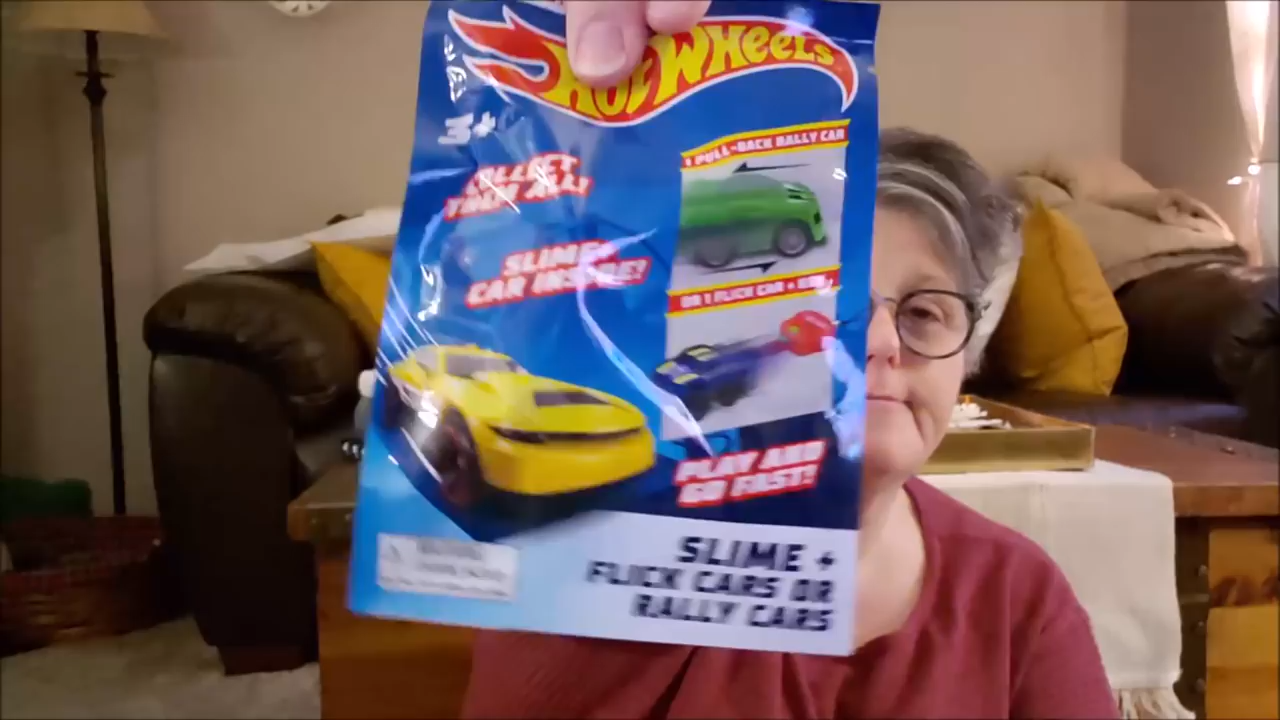 HOT WHEELS
3+
COLLECT
THEM ALL!
SLIME +
CAR INSIDE!
1 PULL-BACK RALLY CAR
OR 1 FLICK CAR +
PLAY AND
GO FAST!
WARNING
SLIME +
FLICK CARS OR
RALLY CARS